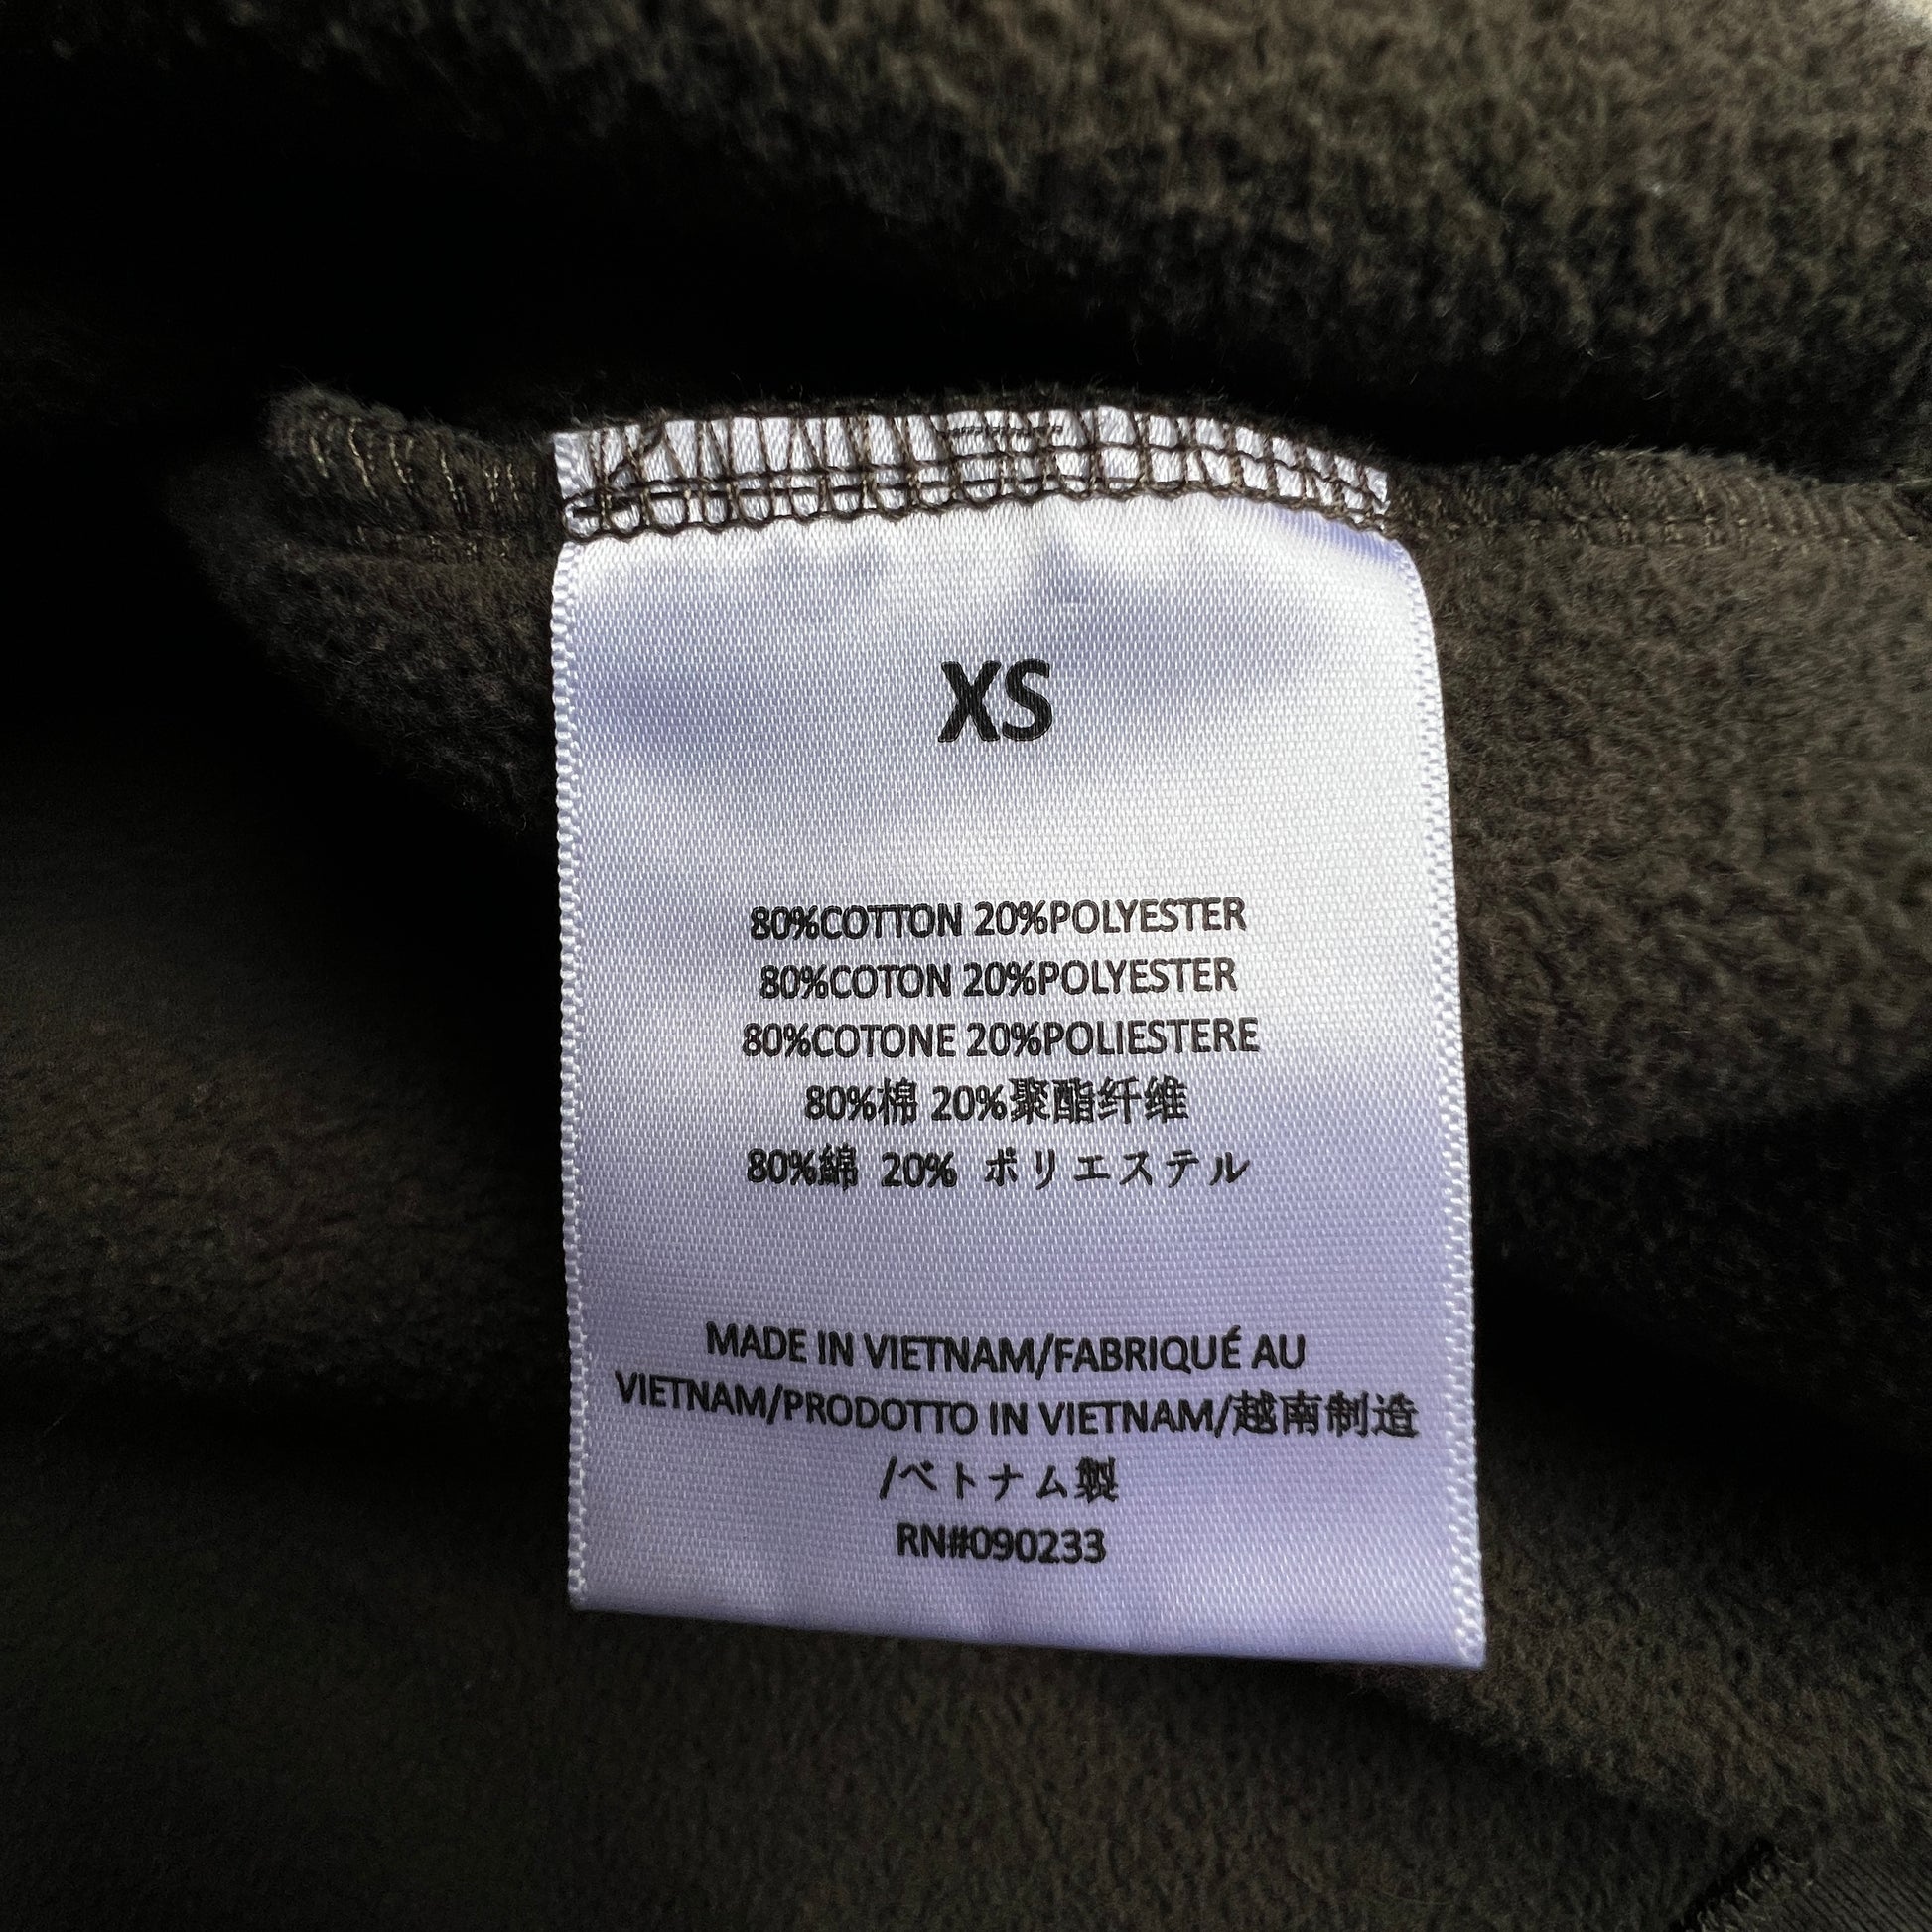 XS
80%COTTON 20%POLYESTER
80%COTON 20%POLYESTER
80%COTONE 20%POLIESTERE
80%棉 20%聚酯纤维
80%綿 20% ポリエステル
MADE IN VIETNAM/FABRIQUÉ AU
VIETNAM/PRODOTTO IN VIETNAM/越南制造
/ベトナム製
RN#090233